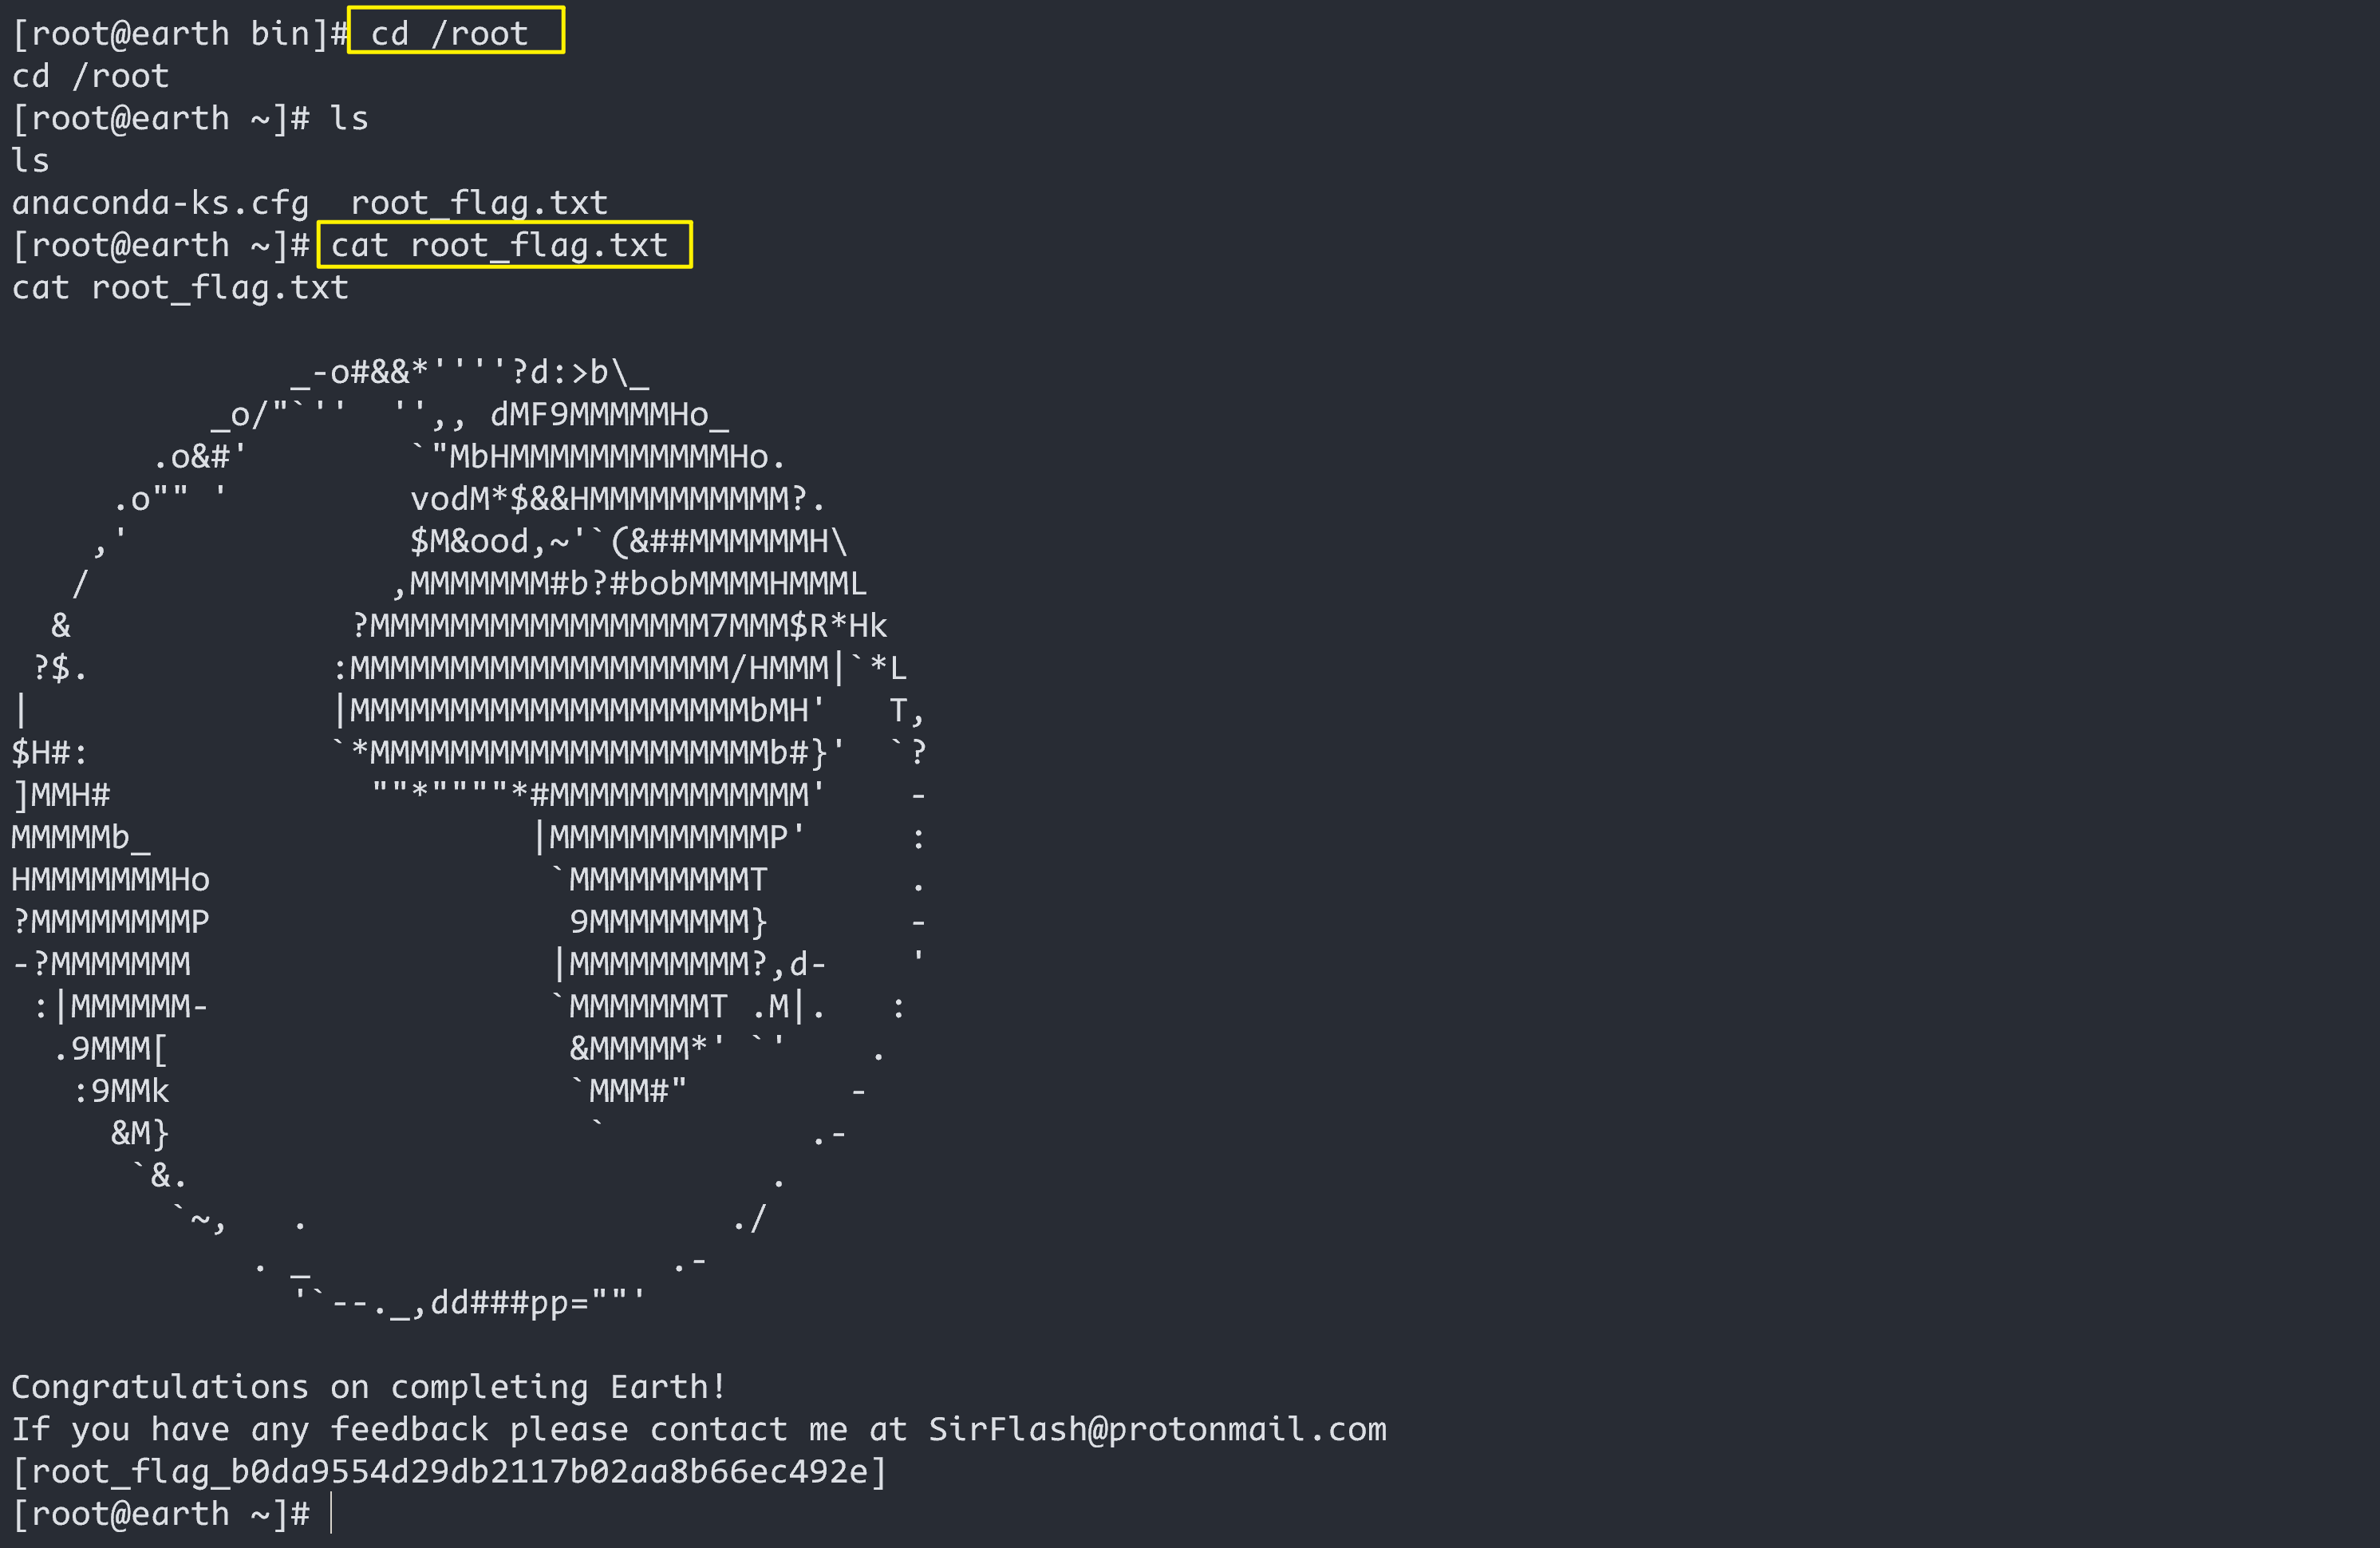 [root@earth bin]# cd /root
cd /root
[root@earth ~]# ls
ls
anaconda-ks.cfg  root_flag.txt
[root@earth ~]# cat root_flag.txt
cat root_flag.txt

              _-o#&&*''''?d:>b\_
          _o/"`''  '',, dMF9MMMMMHo_
       .o&#'        `"MbHMMMMMMMMMMMHo.
     .o"" '         vodM*$&&HMMMMMMMMMM?.
    ,'              $M&ood,~'`(&##MMMMMMH\
   /               ,MMMMMMM#b?#bobMMMMHMMML
  &              ?MMMMMMMMMMMMMMMMM7MMM$R*Hk
 ?$.            :MMMMMMMMMMMMMMMMMMM/HMMM|`*L
|               |MMMMMMMMMMMMMMMMMMMMbMH'   T,
$H#:            `*MMMMMMMMMMMMMMMMMMMMb#}'  `?
]MMH#             ""*""""*#MMMMMMMMMMMMM'    -
MMMMMb_                   |MMMMMMMMMMMP'     :
HMMMMMMMHo                 `MMMMMMMMMT       .
?MMMMMMMMP                  9MMMMMMMM}       -
-?MMMMMMM                  |MMMMMMMMM?,d-    '
 :|MMMMMM-                 `MMMMMMMT .M|.   :
  .9MMM[                    &MMMMM*' `'    .
   :9MMk                    `MMM#"        -
     &M}                     `          .-
      `&.                             .
        `~,   .                     ./
            . _                  .-
              '`--._,dd###pp=""'

Congratulations on completing Earth!
If you have any feedback please contact me at SirFlash@protonmail.com
[root_flag_b0da9554d29db2117b02aa8b66ec492e]
[root@earth ~]#